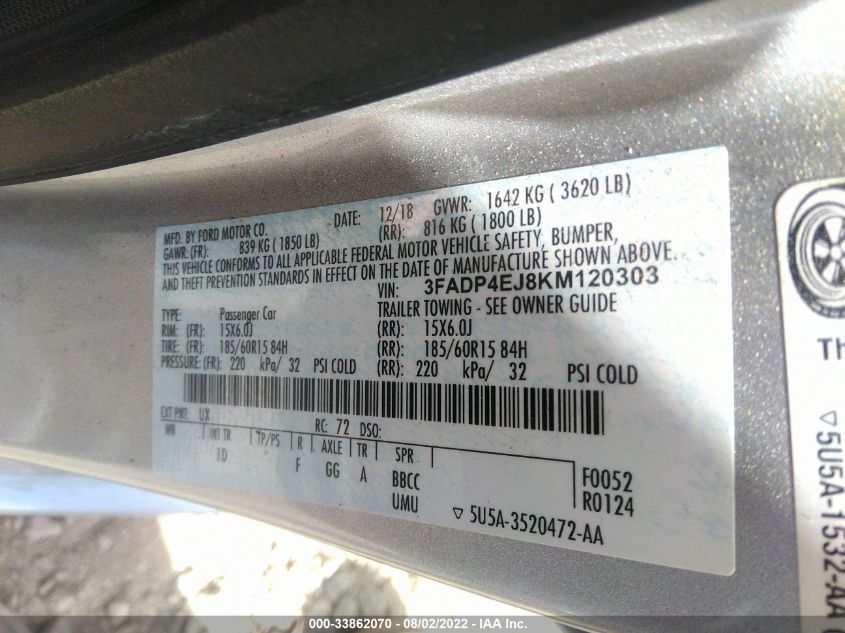 MFD. BY FORD MOTOR CO. DATE: 12/18 GVWR: 1642 KG ( 3620 LB)
GAWR: (FR): 839 KG ( 1850 LB) (RR): 816 KG ( 1800 LB)
THIS VEHICLE CONFORMS TO ALL APPLICABLE FEDERAL MOTOR VEHICLE SAFETY, BUMPER,
AND THEFT PREVENTION STANDARDS IN EFFECT ON THE DATE OF MANUFACTURE SHOWN ABOVE.
VIN: 3FADP4EJ8KM120303
TYPE: Passenger Car TRAILER TOWING - SEE OWNER GUIDE
RIM: (FR): 15X6.0J (RR): 15X6.0J
TIRE: (FR): 185/60R15 84H (RR): 185/60R15 84H
PRESSURE: (FR): 220 kPa/ 32 PSI COLD (RR): 220 kPa/ 32 PSI COLD
EXT PNT: UX RC: 72 DSO:
WB INT TR TP/PS R AXLE TR SPR
ID F GG A BBCC F0052
UMU R0124
▽ 5U5A-3520472-AA
Th
▽ 5U5A-1532-AA
000-33862070 - 08/02/2022 - IAA Inc.